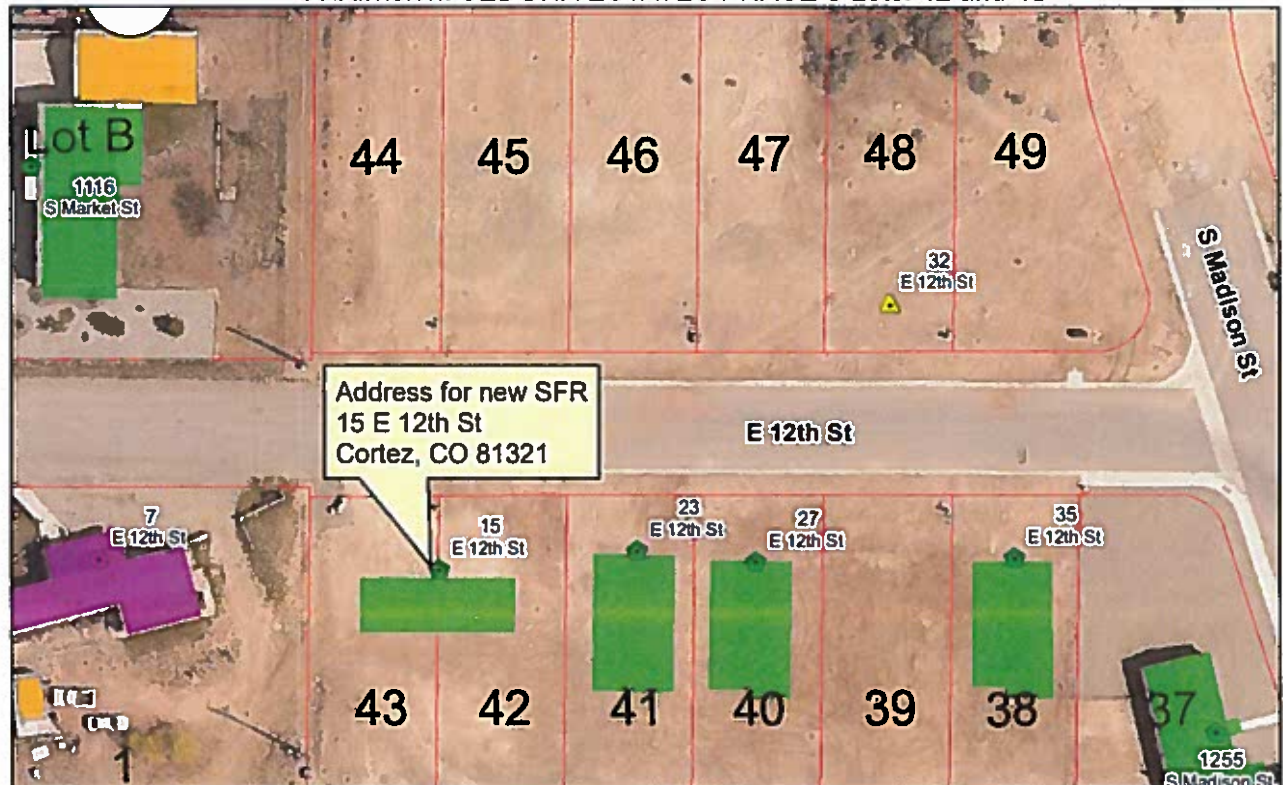 Lot B
1116
S Market St
44
45
46
47
48
49
32
E 12th St
S Madison St
Address for new SFR
15 E 12th St
Cortez, CO 81321
E 12th St
7
E 12th St
15
E 12th St
23
E 12th St
27
E 12th St
35
E 12th St
43
42
41
40
39
38
37
1
1255
S Madison St